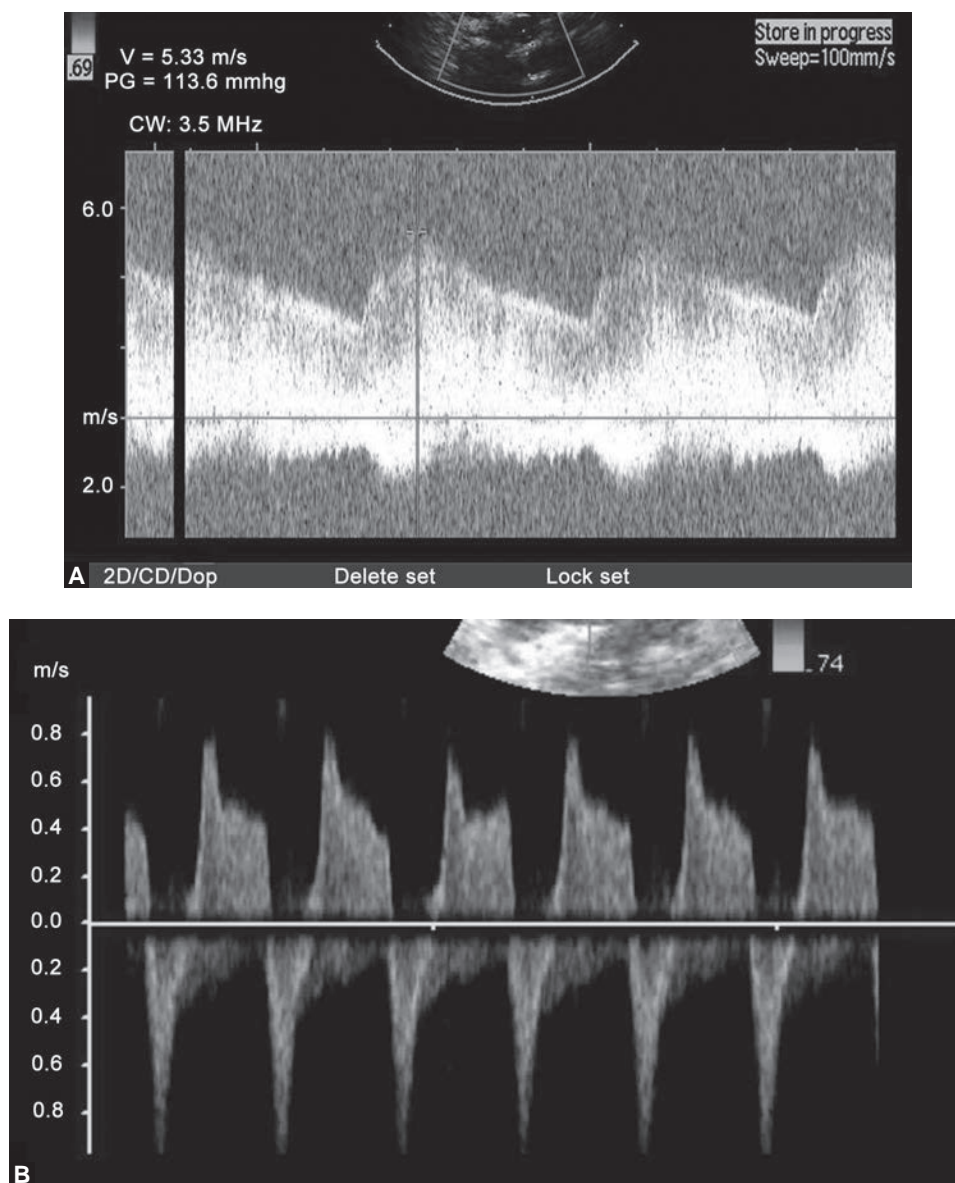 .69
V = 5.33 m/s
PG = 113.6 mmhg
CW: 3.5 MHz
Store in progress
Sweep=100mm/s
6.0
m/s
2.0
A
2D/CD/Dop Delete set Lock set
m/s
.74
0.8
0.6
0.4
0.2
0.0
0.2
0.4
0.6
0.8
B